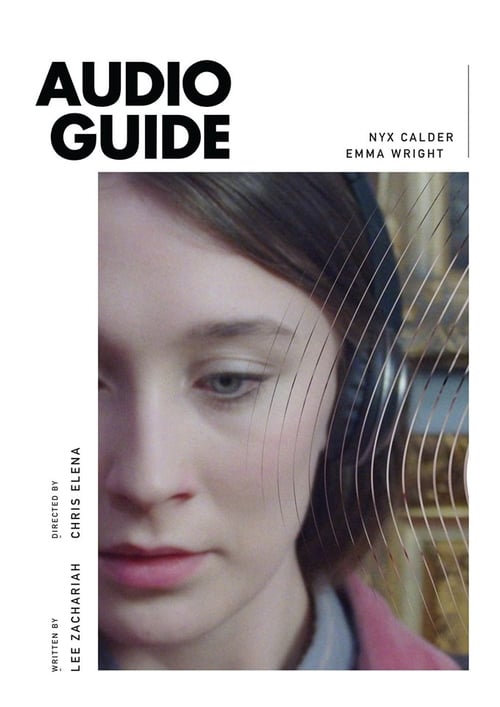 AUDIO
GUIDE
NYX CALDER
EMMA WRIGHT
DIRECTED BY
CHRIS ELENA
WRITTEN BY
LEE ZACHARIAH